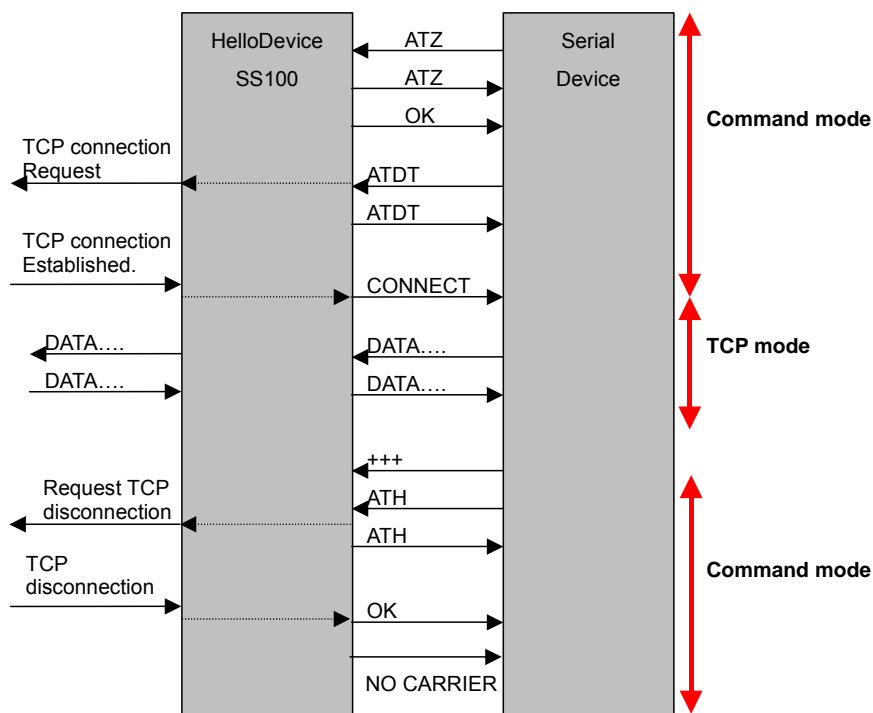 HelloDevice
SS100
Serial
Device
ATZ
ATZ
OK
Command mode
TCP connection
Request
ATDT
ATDT
TCP connection
Established.
CONNECT
DATA….
DATA….
TCP mode
DATA….
DATA….
+++
Request TCP
disconnection
ATH
ATH
TCP
disconnection
Command mode
OK
NO CARRIER